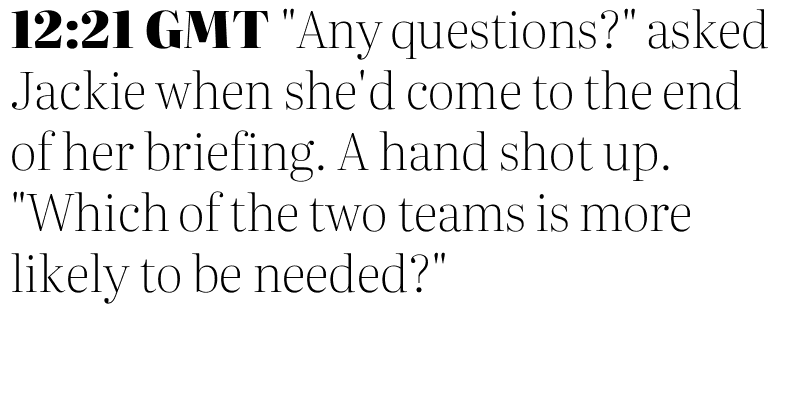 12:21 GMT "Any questions?" asked
Jackie when she'd come to the end
of her briefing. A hand shot up.
"Which of the two teams is more
likely to be needed?"